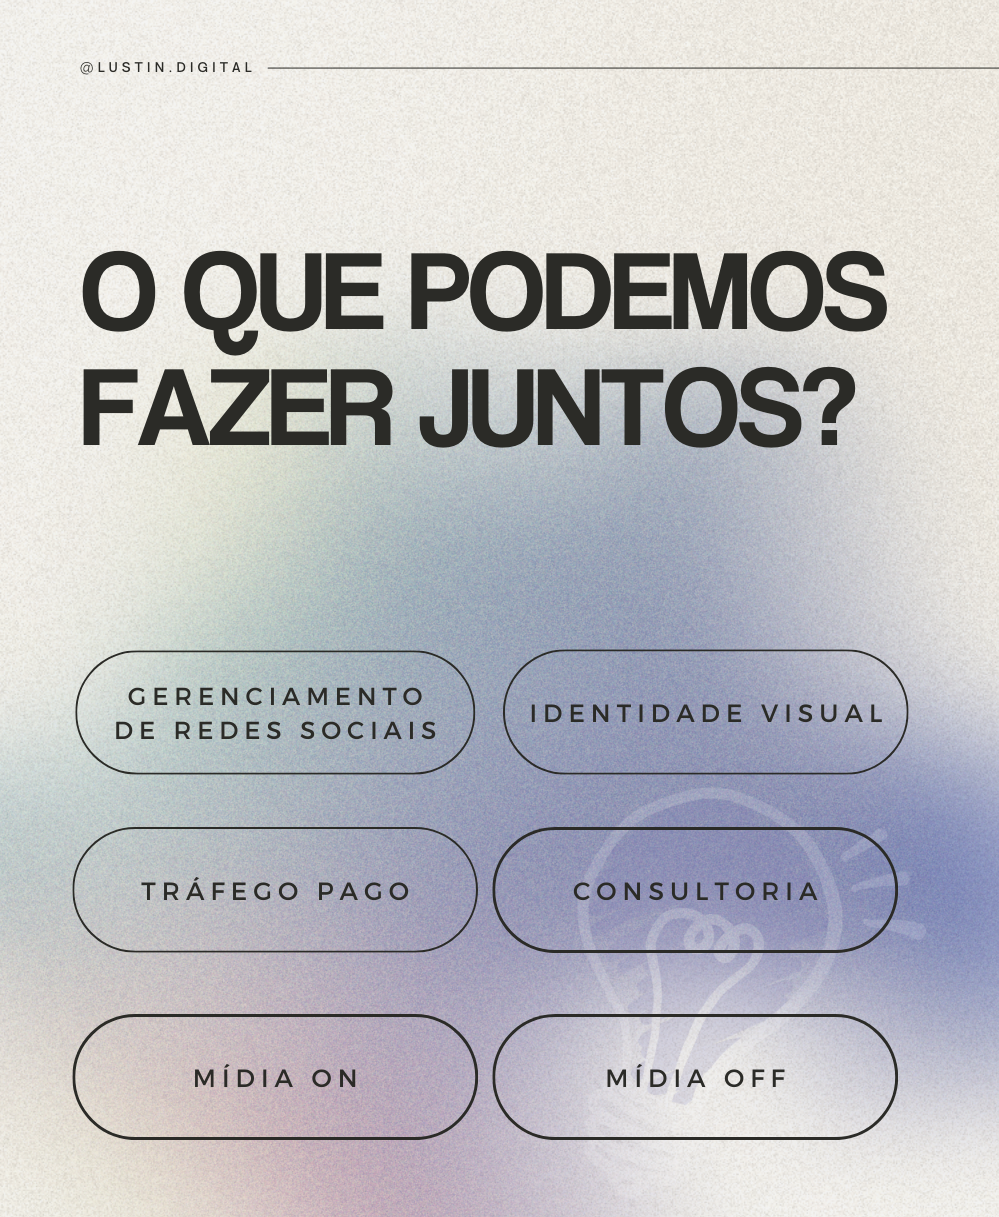 @LUSTIN.DIGITAL
O QUE PODEMOS
FAZER JUNTOS?
GERENCIAMENTO
DE REDES SOCIAIS
IDENTIDADE VISUAL
TRÁFEGO PAGO
CONSULTORIA
MÍDIA ON
MÍDIA OFF